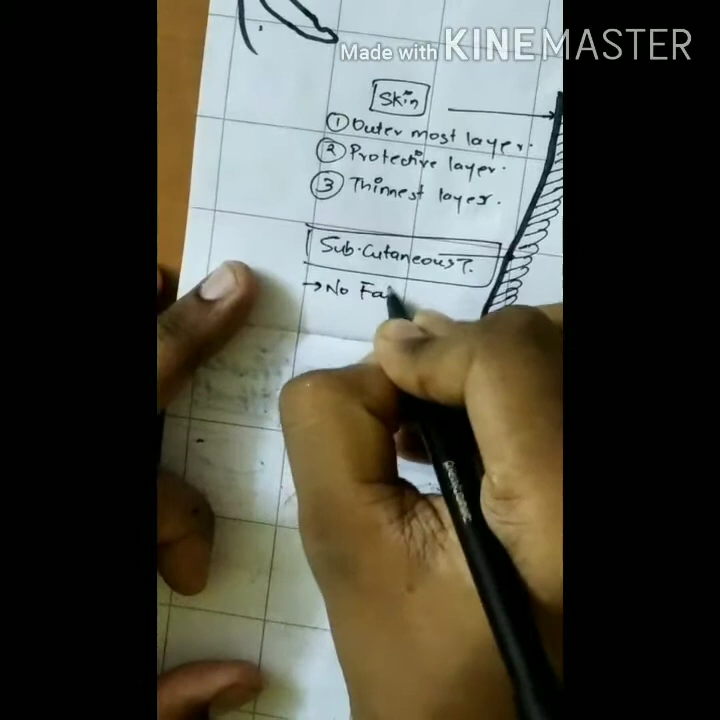 Made with KINEMASTER
Skin
① Outer most layer.
② Protective layer.
③ Thinnest layer.
Sub.Cutaneous T.
→ No Fa